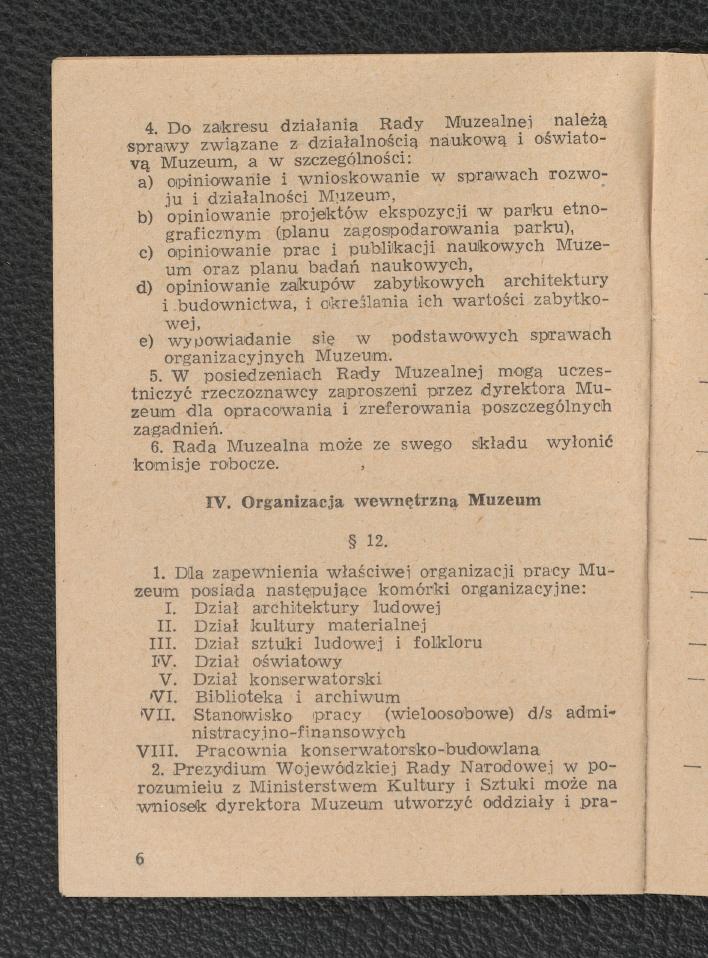 4. Do zakresu działania Rady Muzealnej należą
sprawy związane z działalnością naukową i oświato-
vą Muzeum, a w szczególności:
a) opiniowanie i wnioskowanie w sprawach rozwo-
ju i działalności Muzeum,
b) opiniowanie projektów ekspozycji w parku etno-
graficznym (planu zagospodarowania parku),
c) opiniowanie prac i publikacji naukowych Muze-
um oraz planu badań naukowych,
d) opiniowanie zakupów zabytkowych architektury
i budownictwa, i określania ich wartości zabytko-
wej,
e) wypowiadanie się w podstawowych sprawach
organizacyjnych Muzeum.
5. W posiedzeniach Rady Muzealnej mogą uczes-
tniczyć rzeczoznawcy zaproszeni przez dyrektora Mu-
zeum dla opracowania i zreferowania poszczególnych
zagadnień.
6. Rada Muzealna może ze swego składu wyłonić
komisje robocze.
IV. Organizacja wewnętrzną Muzeum
§ 12.
1. Dla zapewnienia właściwej organizacji pracy Mu-
zeum posiada następujące komórki organizacyjne:
I. Dział architektury ludowej
II. Dział kultury materialnej
III. Dział sztuki ludowej i folkloru
IV. Dział oświatowy
V. Dział konserwatorski
VI. Biblioteka i archiwum
VII. Stanowisko pracy (wieloosobowe) d/s admi-
nistracyjno-finansowych
VIII. Pracownia konserwatorsko-budowlana
2. Prezydium Wojewódzkiej Rady Narodowej w po-
rozumieiu z Ministerstwem Kultury i Sztuki może na
wniosek dyrektora Muzeum utworzyć oddziały i pra-
6